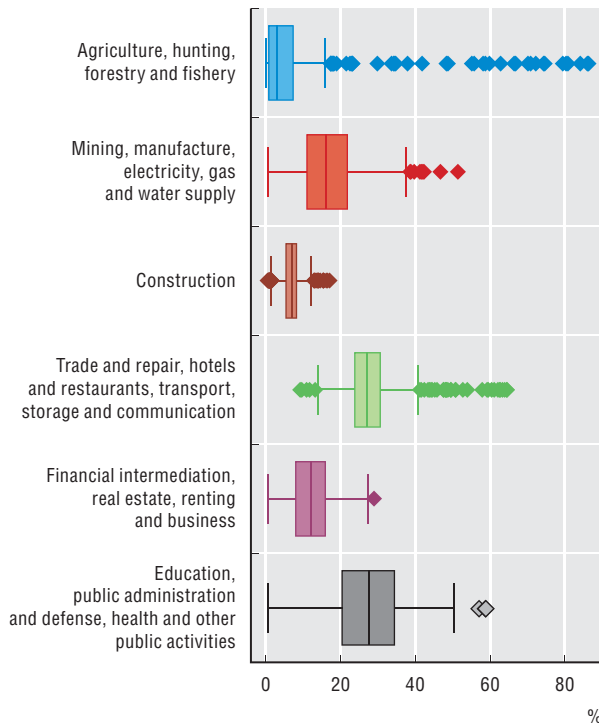 Agriculture, hunting,
forestry and fishery
Mining, manufacture,
electricity, gas
and water supply
Construction
Trade and repair, hotels
and restaurants, transport,
storage and communication
Financial intermediation,
real estate, renting
and business
Education,
public administration
and defense, health and other
public activities
0 20 40 60 80
%